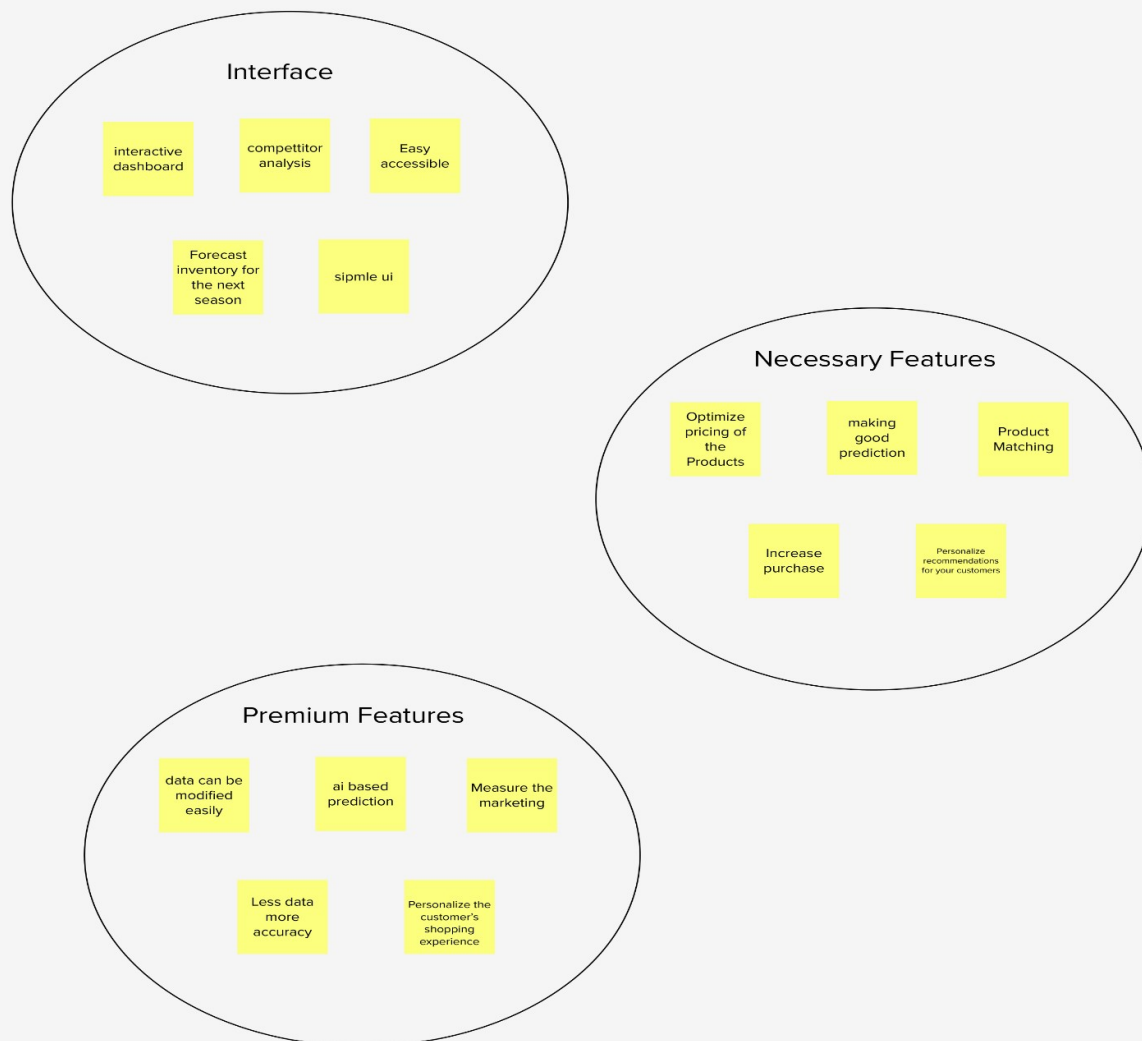 Interface
interactive
dashboard
compettitor
analysis
Easy
accessible
Forecast
inventory for
the next
season
sipmle ui
Necessary Features
Optimize
pricing of
the
Products
making
good
prediction
Product
Matching
Increase
purchase
Personalize
recommendations
for your customers
Premium Features
data can be
modified
easily
ai based
prediction
Measure the
marketing
Less data
more
accuracy
Personalize the
customer's
shopping
experience